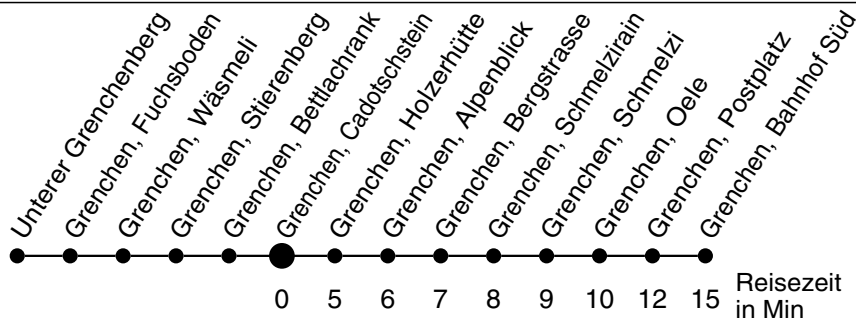 Unterer Grenchenberg
Grenchen, Fuchsboden
Grenchen, Wäsmeli
Grenchen, Stierenberg
Grenchen, Bettlachrank
Grenchen, Cadotschstein
Grenchen, Holzerhütte
Grenchen, Alpenblick
Grenchen, Bergstrasse
Grenchen, Schmelzirain
Grenchen, Schmelzi
Grenchen, Oele
Grenchen, Postplatz
Grenchen, Bahnhof Süd
0 5 6 7 8 9 10 12 15 Reisezeit
in Min